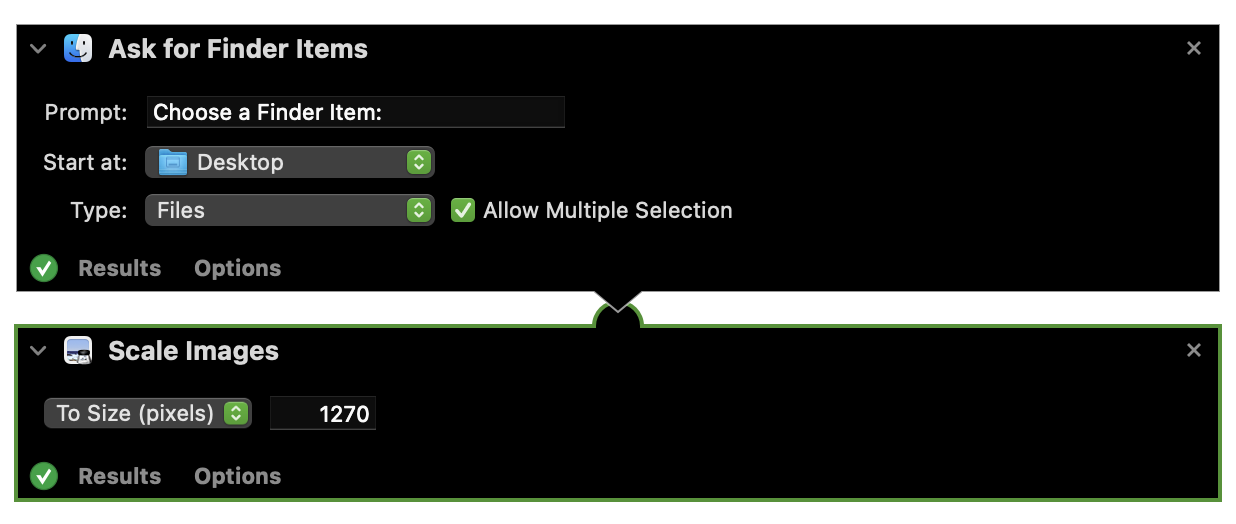 Ask for Finder Items
Prompt: Choose a Finder Item:
Start at: Desktop
Type: Files Allow Multiple Selection
Results Options
Scale Images
To Size (pixels) 1270
Results Options